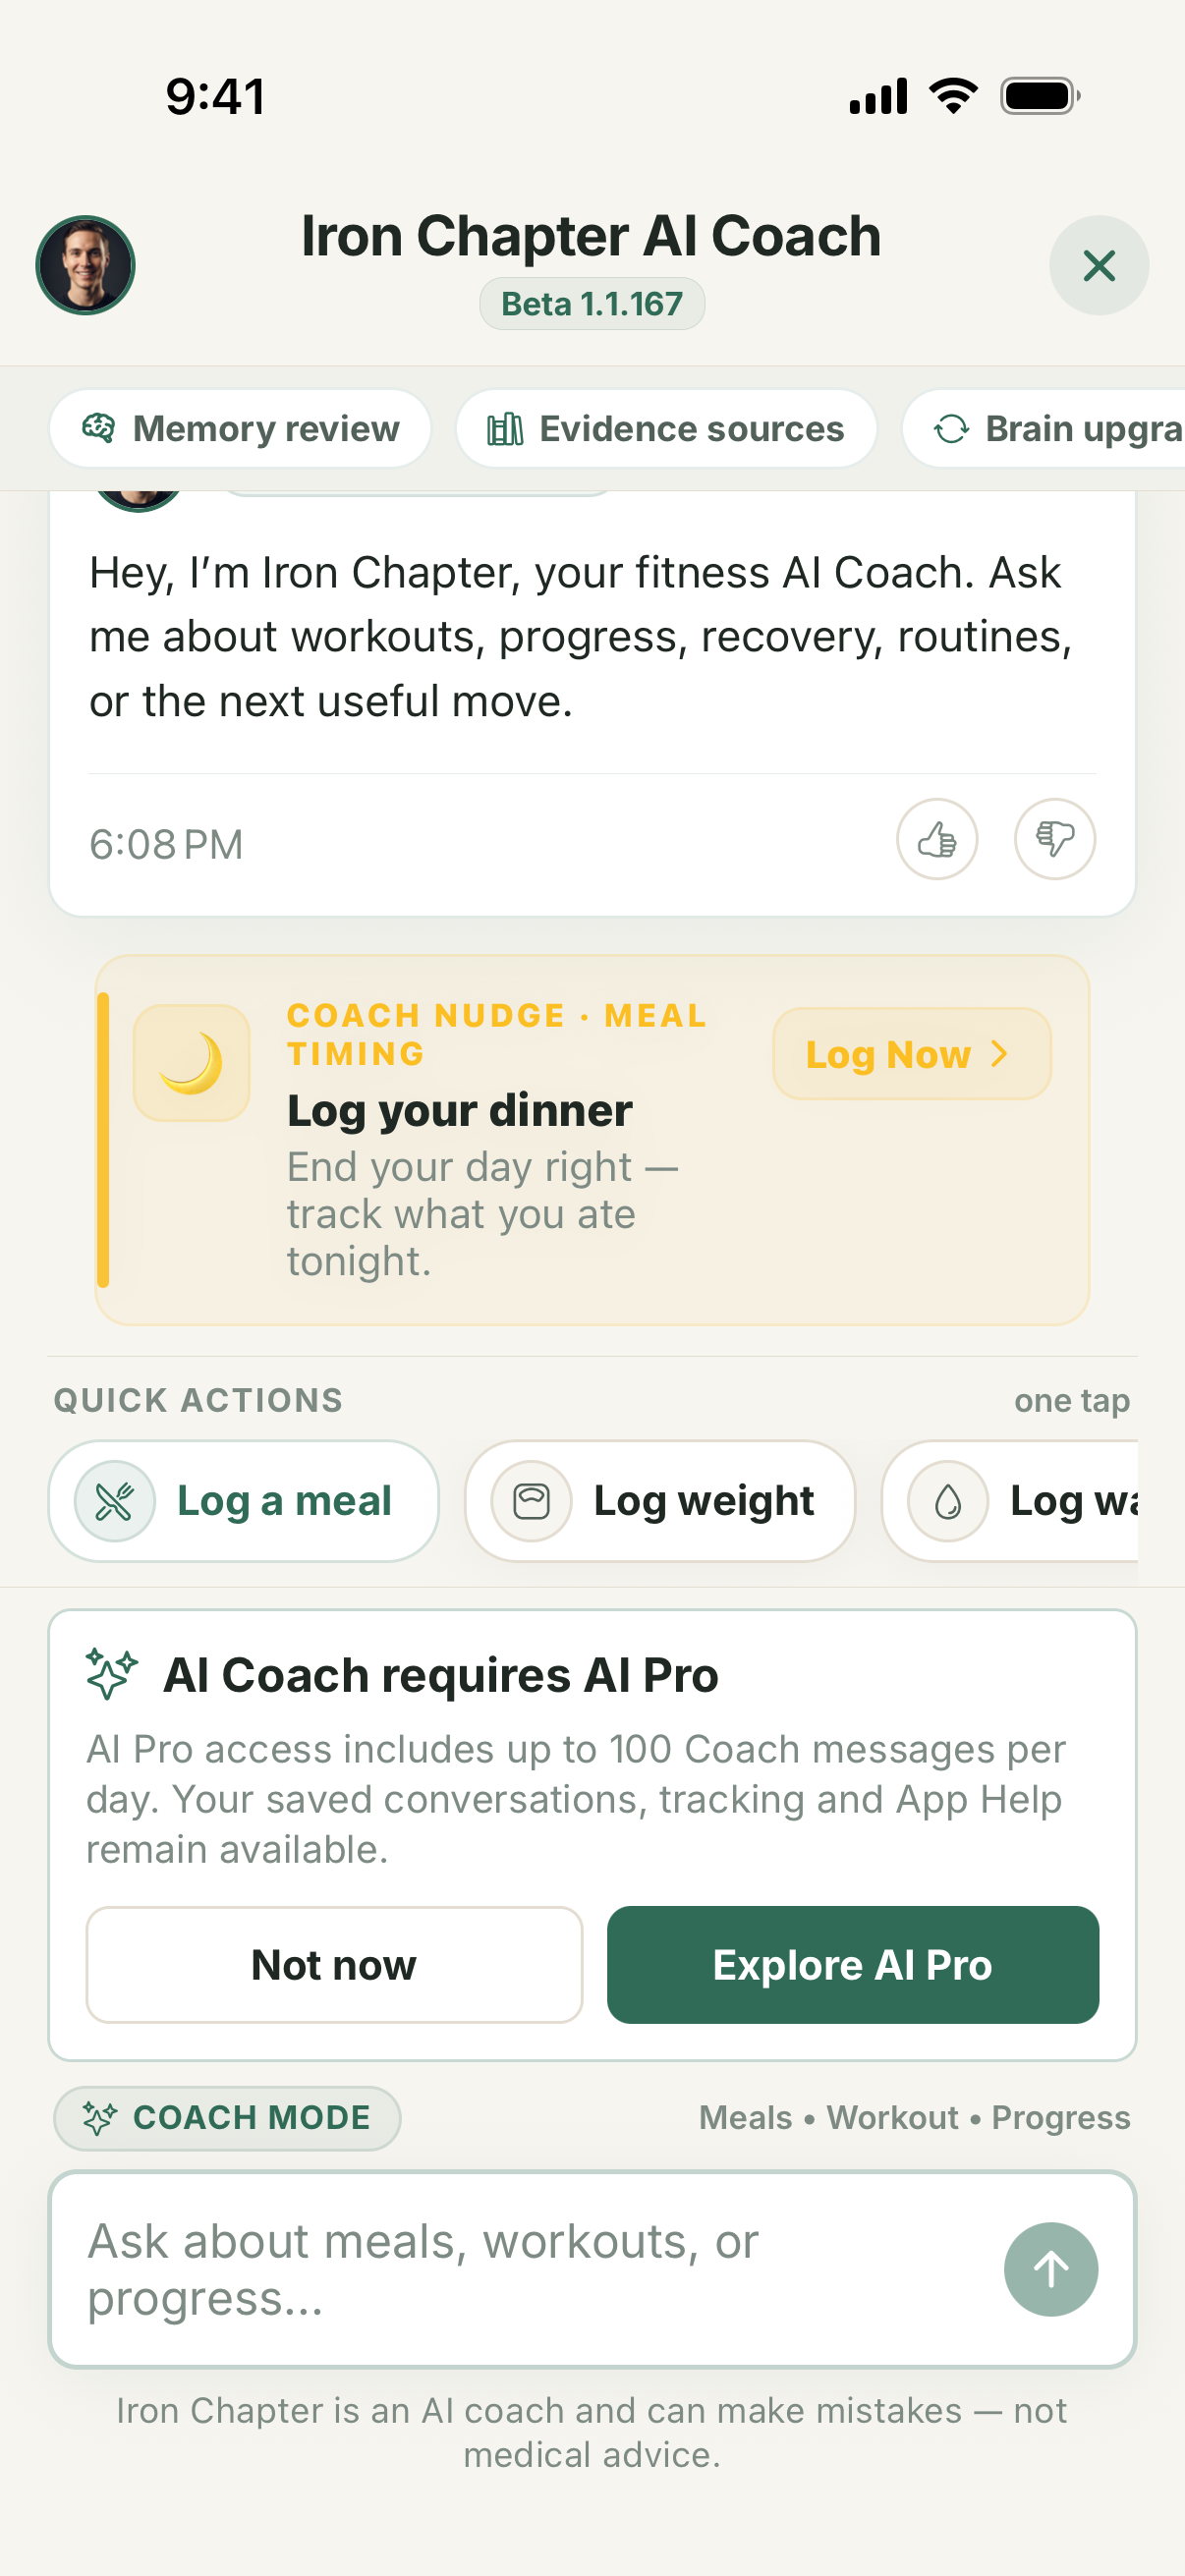 9:41
Iron Chapter AI Coach
Beta 1.1.167
Memory review
Evidence sources
Brain upgra
Hey, I’m Iron Chapter, your fitness AI Coach. Ask
me about workouts, progress, recovery, routines,
or the next useful move.
6:08 PM
COACH NUDGE · MEAL
TIMING
Log Now
Log your dinner
End your day right —
track what you ate
tonight.
QUICK ACTIONS
one tap
Log a meal
Log weight
Log wa
AI Coach requires AI Pro
AI Pro access includes up to 100 Coach messages per
day. Your saved conversations, tracking and App Help
remain available.
Not now
Explore AI Pro
COACH MODE
Meals • Workout • Progress
Ask about meals, workouts, or
progress...
Iron Chapter is an AI coach and can make mistakes — not
medical advice.